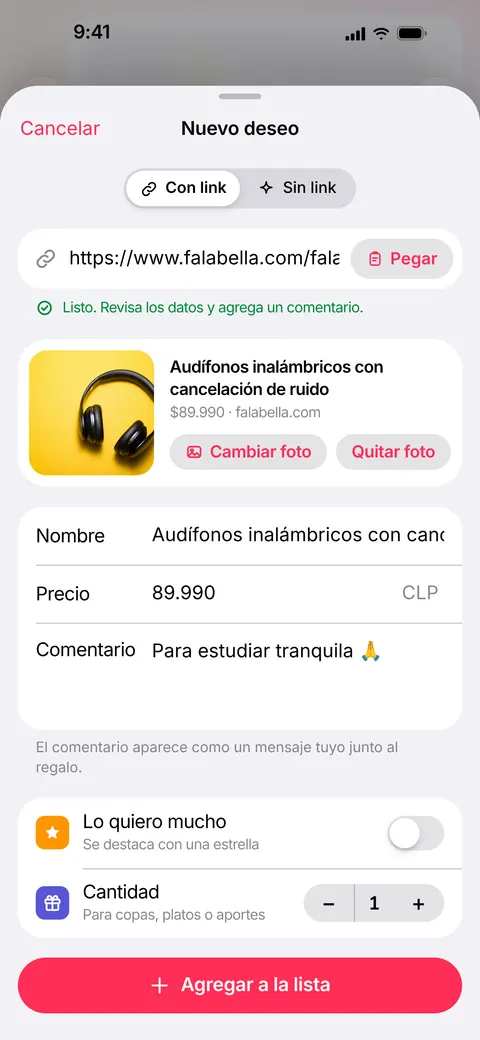 9:41
Cancelar
Nuevo deseo
Con link
Sin link
https://www.falabella.com/fala
Pegar
Listo. Revisa los datos y agrega un comentario.
Audífonos inalámbricos con
cancelación de ruido
$89.990 · falabella.com
Cambiar foto
Quitar foto
Nombre
Audífonos inalámbricos con canc
Precio
89.990
CLP
Comentario
Para estudiar tranquila 🙏
El comentario aparece como un mensaje tuyo junto al
regalo.
Lo quiero mucho
Se destaca con una estrella
Cantidad
Para copas, platos o aportes
− 1 +
+ Agregar a la lista